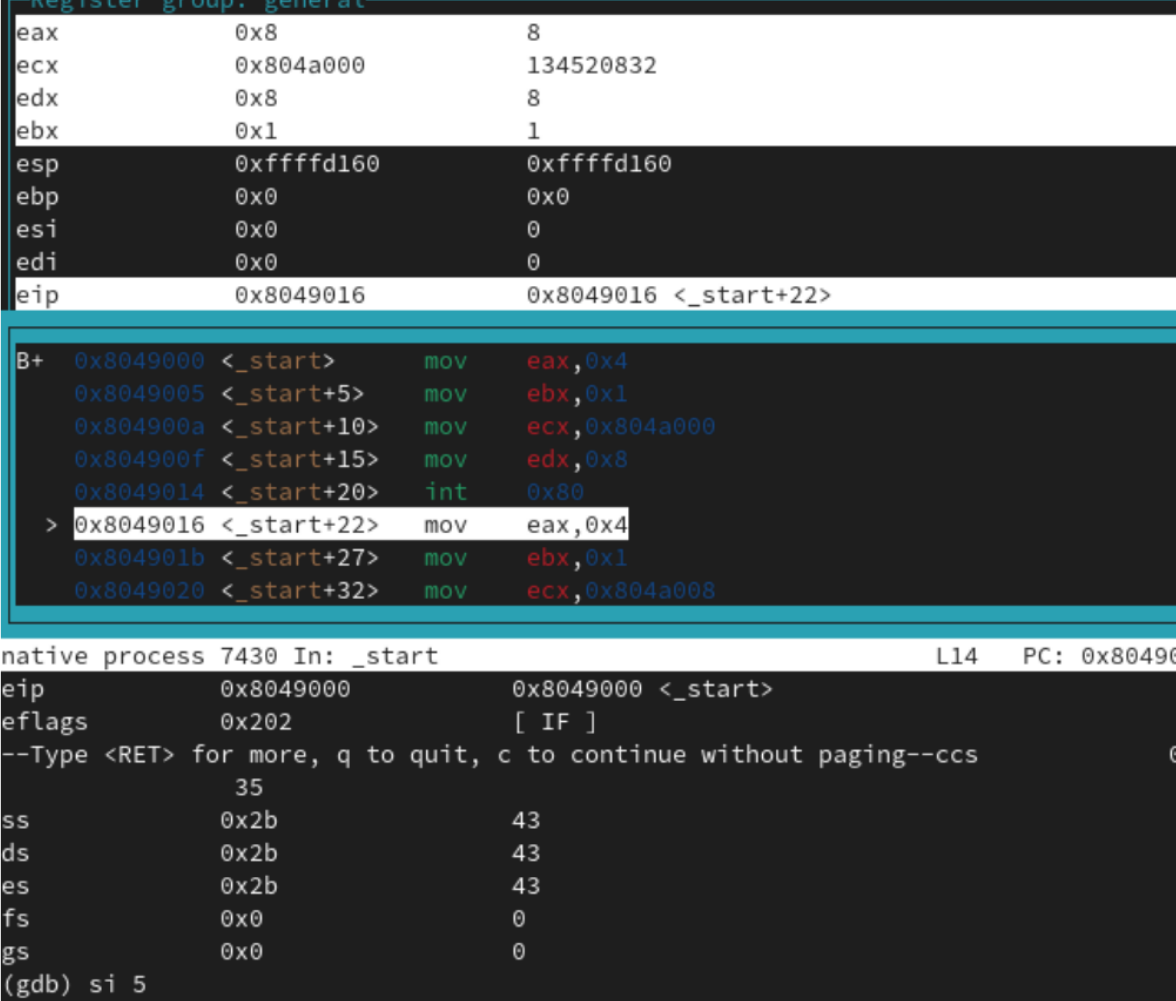 Register group: general
eax 0x8 8
ecx 0x804a000 134520832
edx 0x8 8
ebx 0x1 1
esp 0xffffd160 0xffffd160
ebp 0x0 0x0
esi 0x0 0
edi 0x0 0
eip 0x8049016 0x8049016 <_start+22>
B+ 0x8049000 <_start> mov eax,0x4
0x8049005 <_start+5> mov ebx,0x1
0x804900a <_start+10> mov ecx,0x804a000
0x804900f <_start+15> mov edx,0x8
0x8049014 <_start+20> int 0x80
> 0x8049016 <_start+22> mov eax,0x4
0x804901b <_start+27> mov ebx,0x1
0x8049020 <_start+32> mov ecx,0x804a008
native process 7430 In: _start L14 PC: 0x80490
eip 0x8049000 0x8049000 <_start>
eflags 0x202 [ IF ]
--Type <RET> for more, q to quit, c to continue without paging--ccs 0
35
ss 0x2b 43
ds 0x2b 43
es 0x2b 43
fs 0x0 0
gs 0x0 0
(gdb) si 5